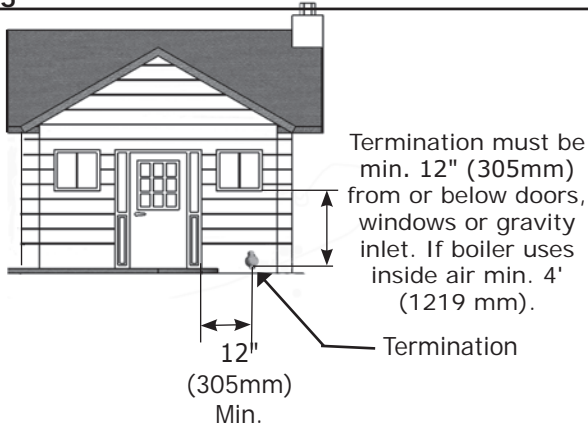 Termination must be
min. 12" (305mm)
from or below doors,
windows or gravity
inlet. If boiler uses
inside air min. 4'
(1219 mm).
Termination
12"
(305mm)
Min.